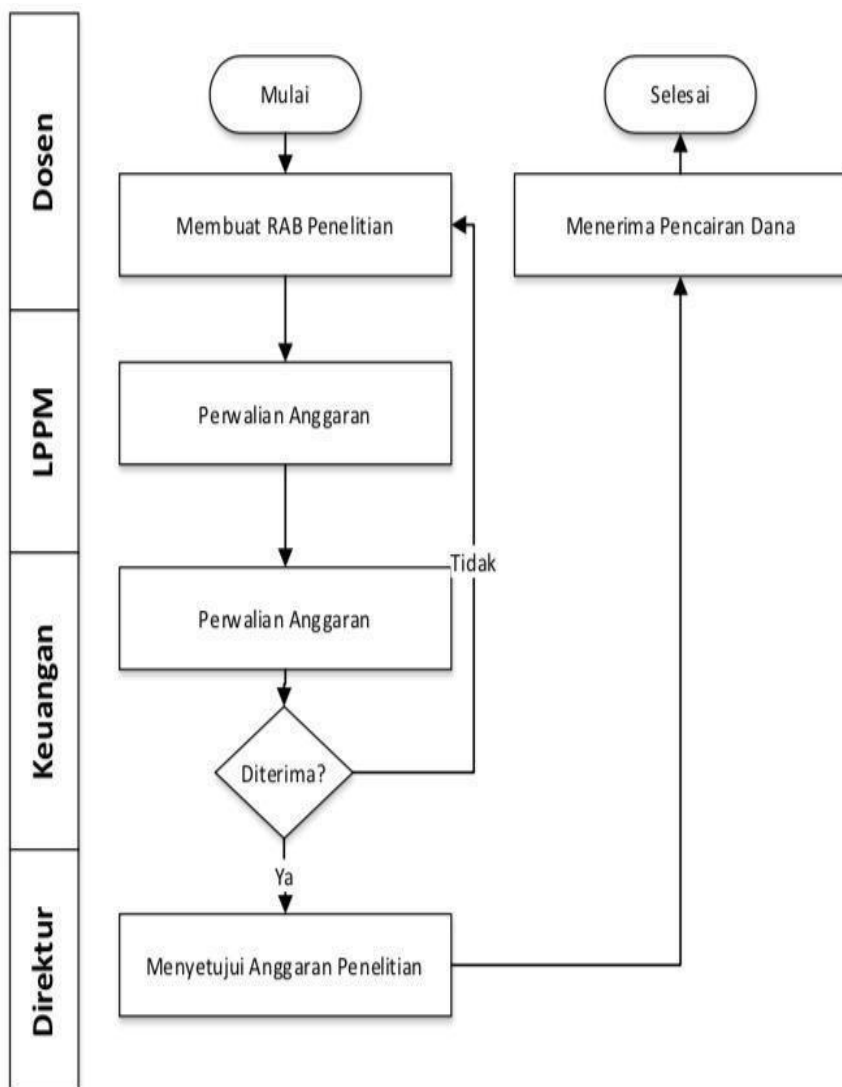 Dosen
Mulai
Selesai
Membuat RAB Penelitian
Menerima Pencairan Dana
LPPM
Perwalian Anggaran
Tidak
Keuangan
Perwalian Anggaran
Diterima?
Ya
Direktur
Menyetujui Anggaran Penelitian